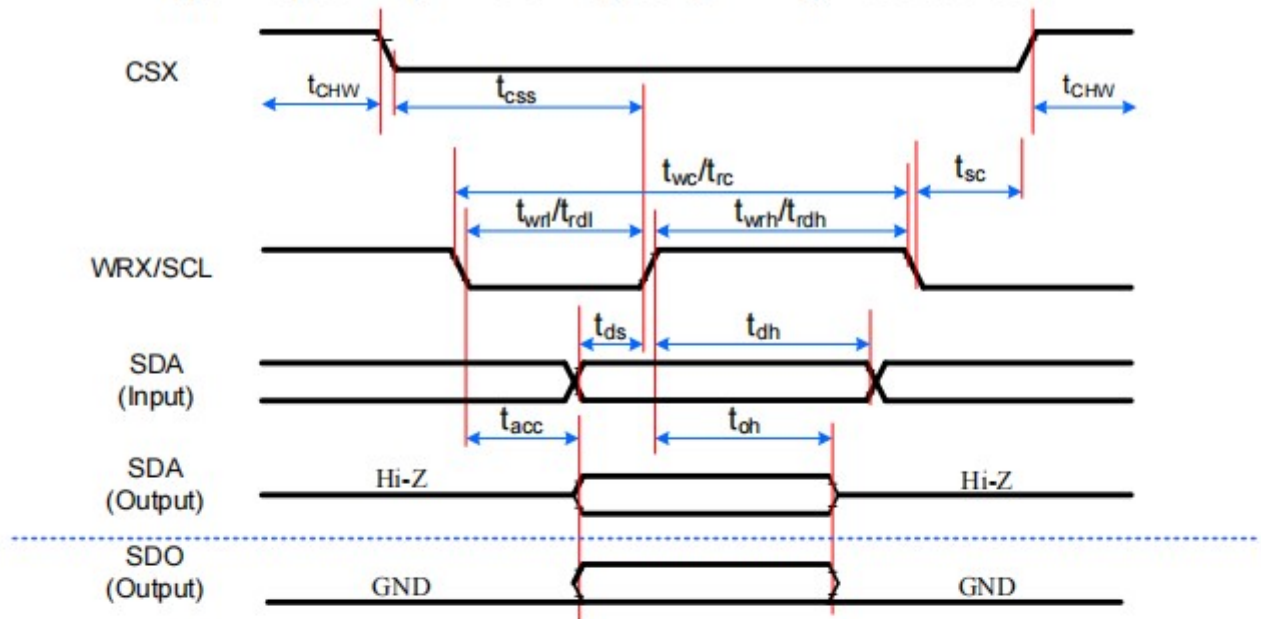 CSX
tCHW
tcss
tCHW
twc/trc
tsc
twrl/trdl
twrh/trdh
WRX/SCL
tds
tdh
SDA
(Input)
tacc
toh
SDA
(Output)
Hi-Z
Hi-Z
SDO
(Output)
GND
GND